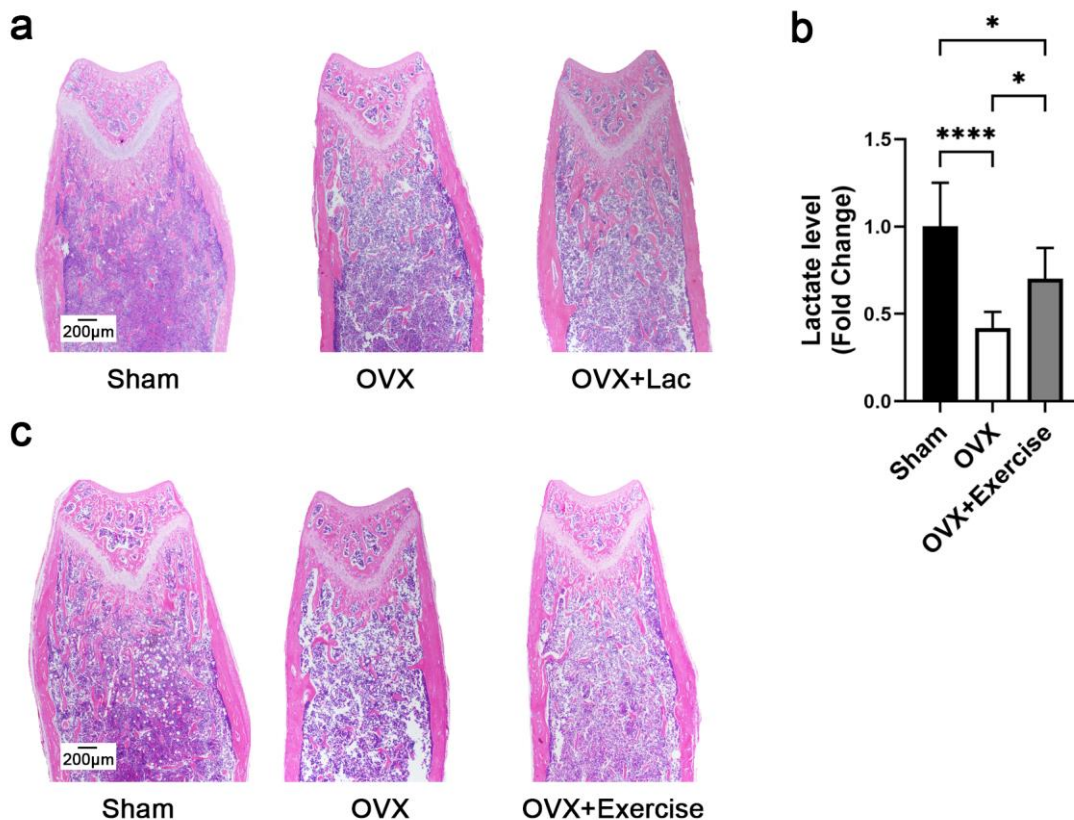 a
200μm
Sham
OVX
OVX+Lac
b
*
*
****
Lactate level
(Fold Change)
1.5
1.0
0.5
0.0
Sham
OVX
OVX+Exercise
c
200μm
Sham
OVX
OVX+Exercise